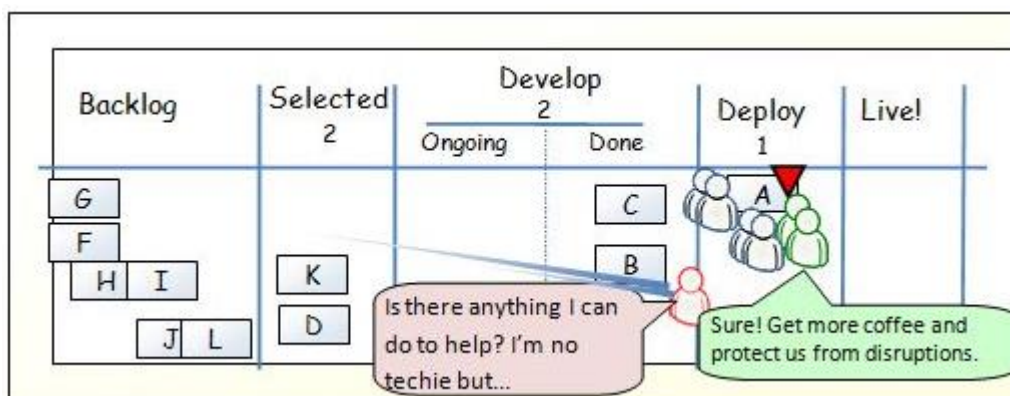 Backlog
Selected
2
Develop
2
Ongoing
Done
Deploy
1
Live!
G
F
H I
J L
K
D
C
B
A
Is there anything I can
do to help? I'm no
techie but...
Sure! Get more coffee and
protect us from disruptions.